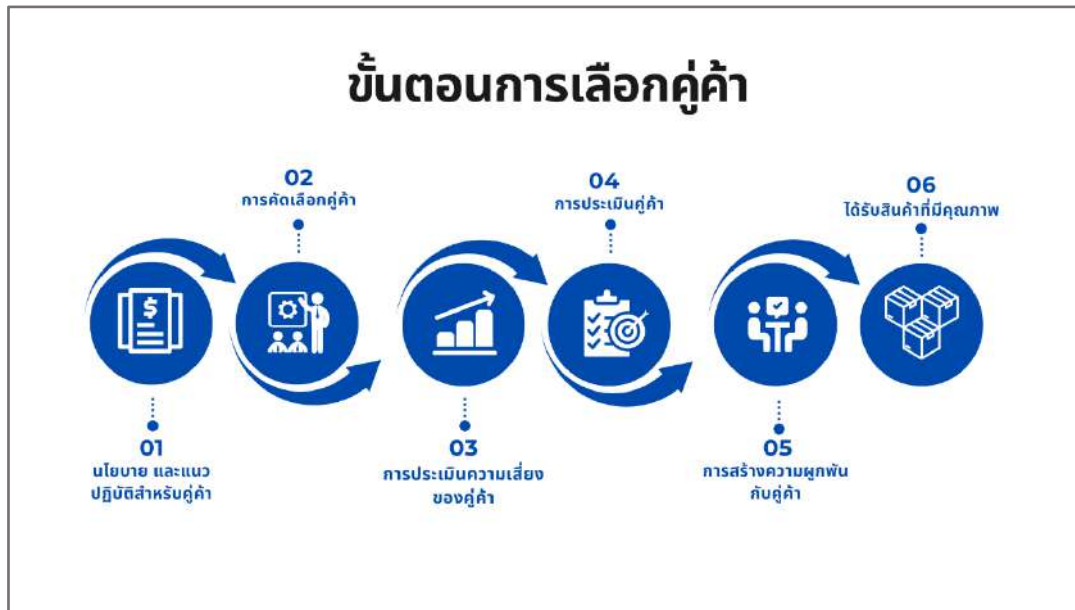 ขั้นตอนการเลือกคู่ค้า
01
นโยบาย และแนว
ปฏิบัติสำหรับคู่ค้า
02
การคัดเลือกคู่ค้า
03
การประเมินความเสี่ยง
ของคู่ค้า
04
การประเมินคู่ค้า
05
การสร้างความผูกพัน
กับคู่ค้า
06
ได้รับสินค้าที่มีคุณภาพ
$